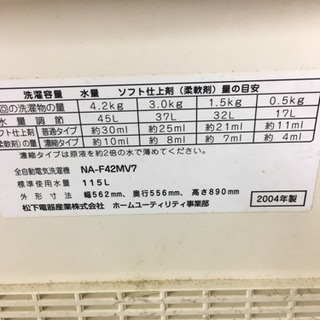 洗濯容量 水量 ソフト仕上剤(柔軟剤)量の目安
回の洗濯物の量 4.2kg 3.0kg 1.5kg 0.5kg
水量調節 45L 37L 32L 17L
ソフト仕上剤 普通タイプ 約30ml 約25ml 約21ml 約11ml
(柔軟剤)の量 濃縮タイプ 約10ml 約8ml 約7ml 約4ml
濃縮タイプは原液を約2倍の水で薄めてください。
全自動電気洗濯機 NA-F42MV7
標準使用水量 115L
外形寸法 幅562mm、奥行556mm、高さ890mm
松下電器産業株式会社 ホームユーティリティ事業部
2004年製